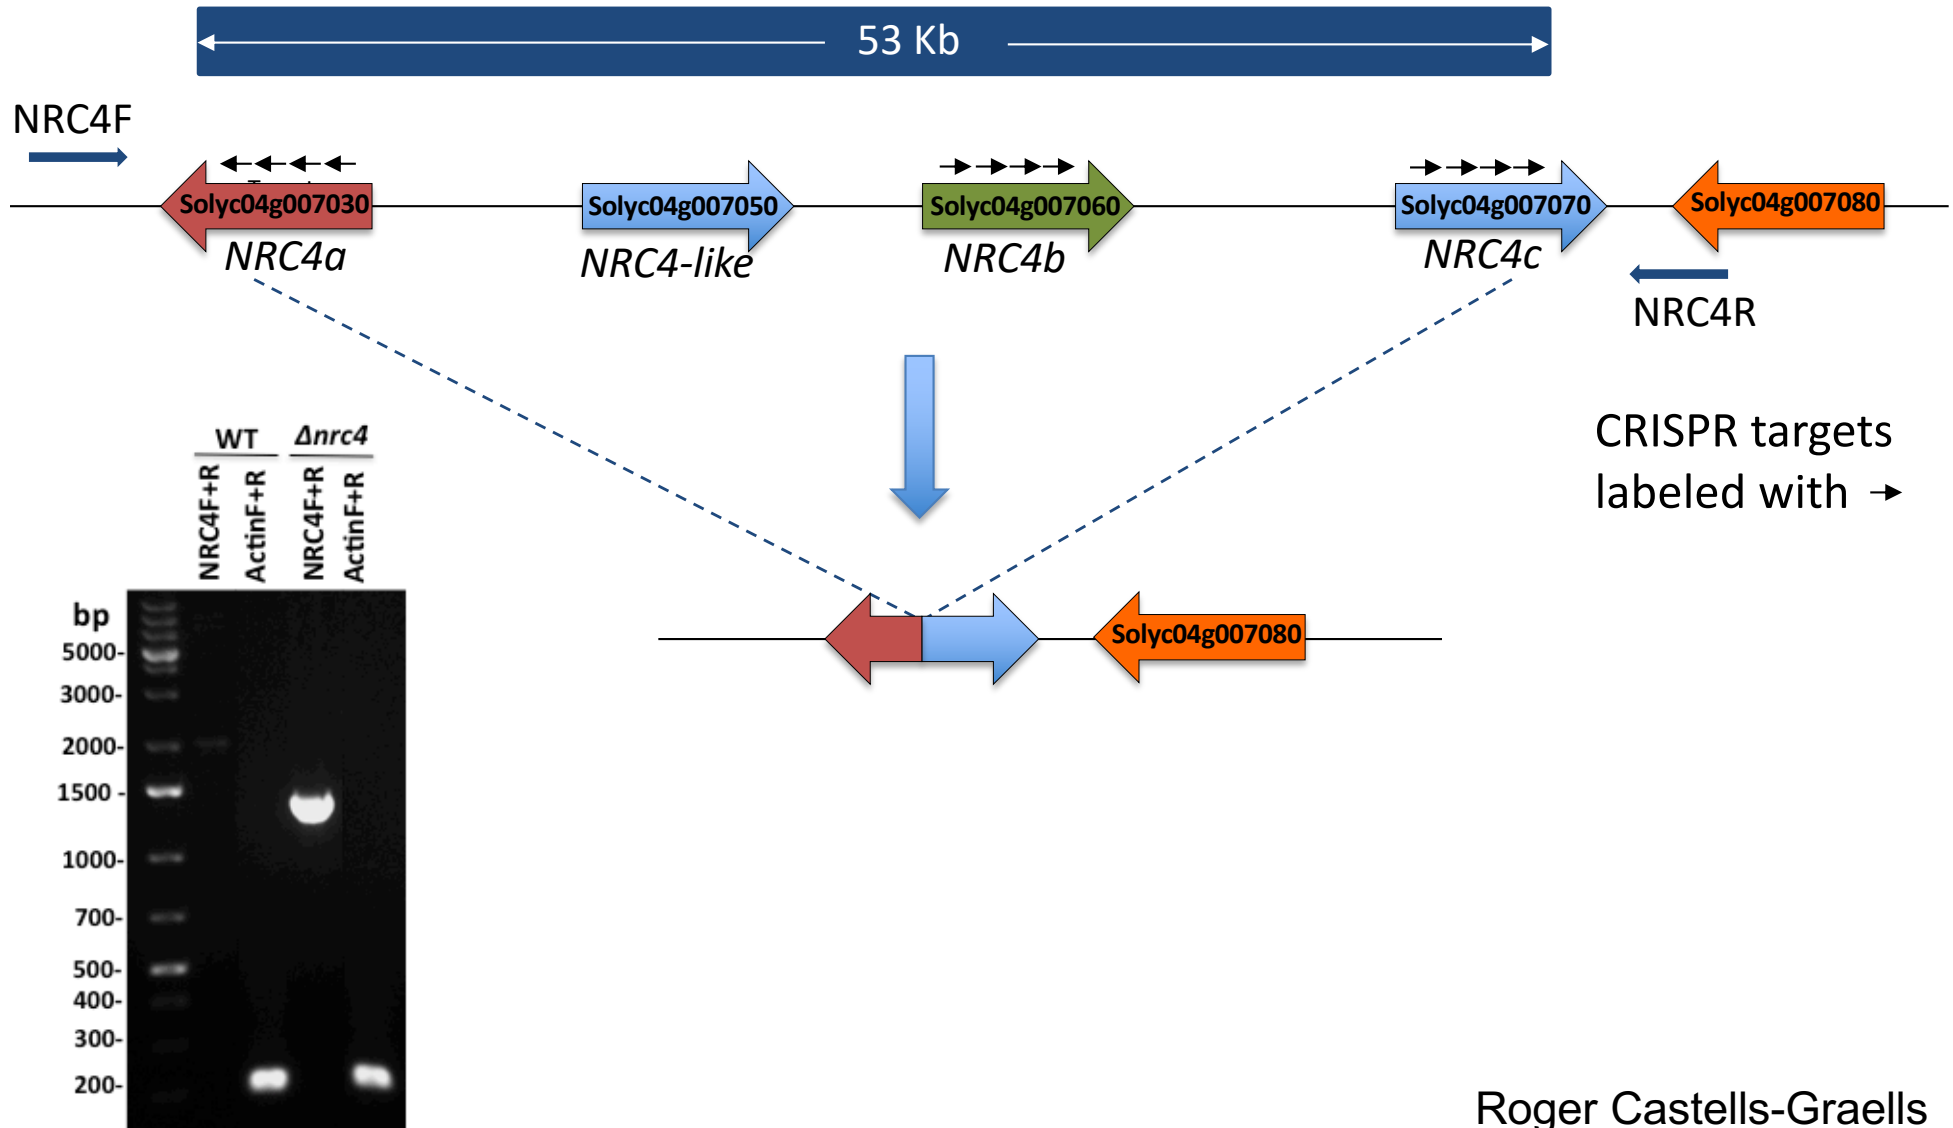 53 Kb
NRC4F
Solyc04g007030
Solyc04g007050
Solyc04g007060
Solyc04g007070
Solyc04g007080
NRC4a
NRC4-like
NRC4b
NRC4c
NRC4R
CRISPR targets
labeled with
WT
Δnrc4
NRC4F+R
ActinF+R
NRC4F+R
ActinF+R
bp
5000-
3000-
2000-
1500 -
1000-
700-
500-
400-
300-
200-
Solyc04g007080
Roger Castells-Graells